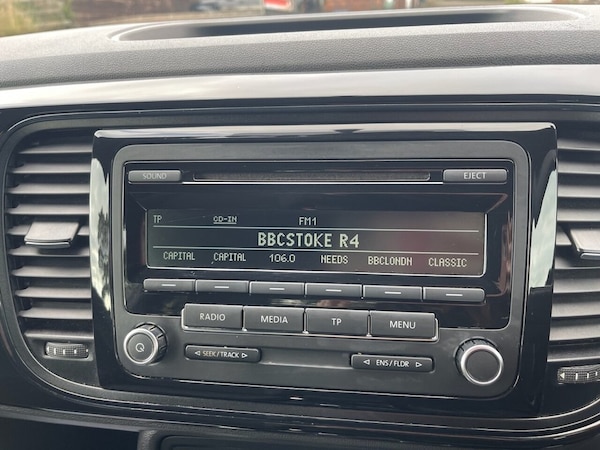 SOUND
EJECT
TP CD-IN FM1
BBCSTOKE R4
CAPITAL CAPITAL 106.0 NEEDS BBCLONDN CLASSIC
RADIO MEDIA TP MENU
SEEK/TRACK
ENS/FLDR